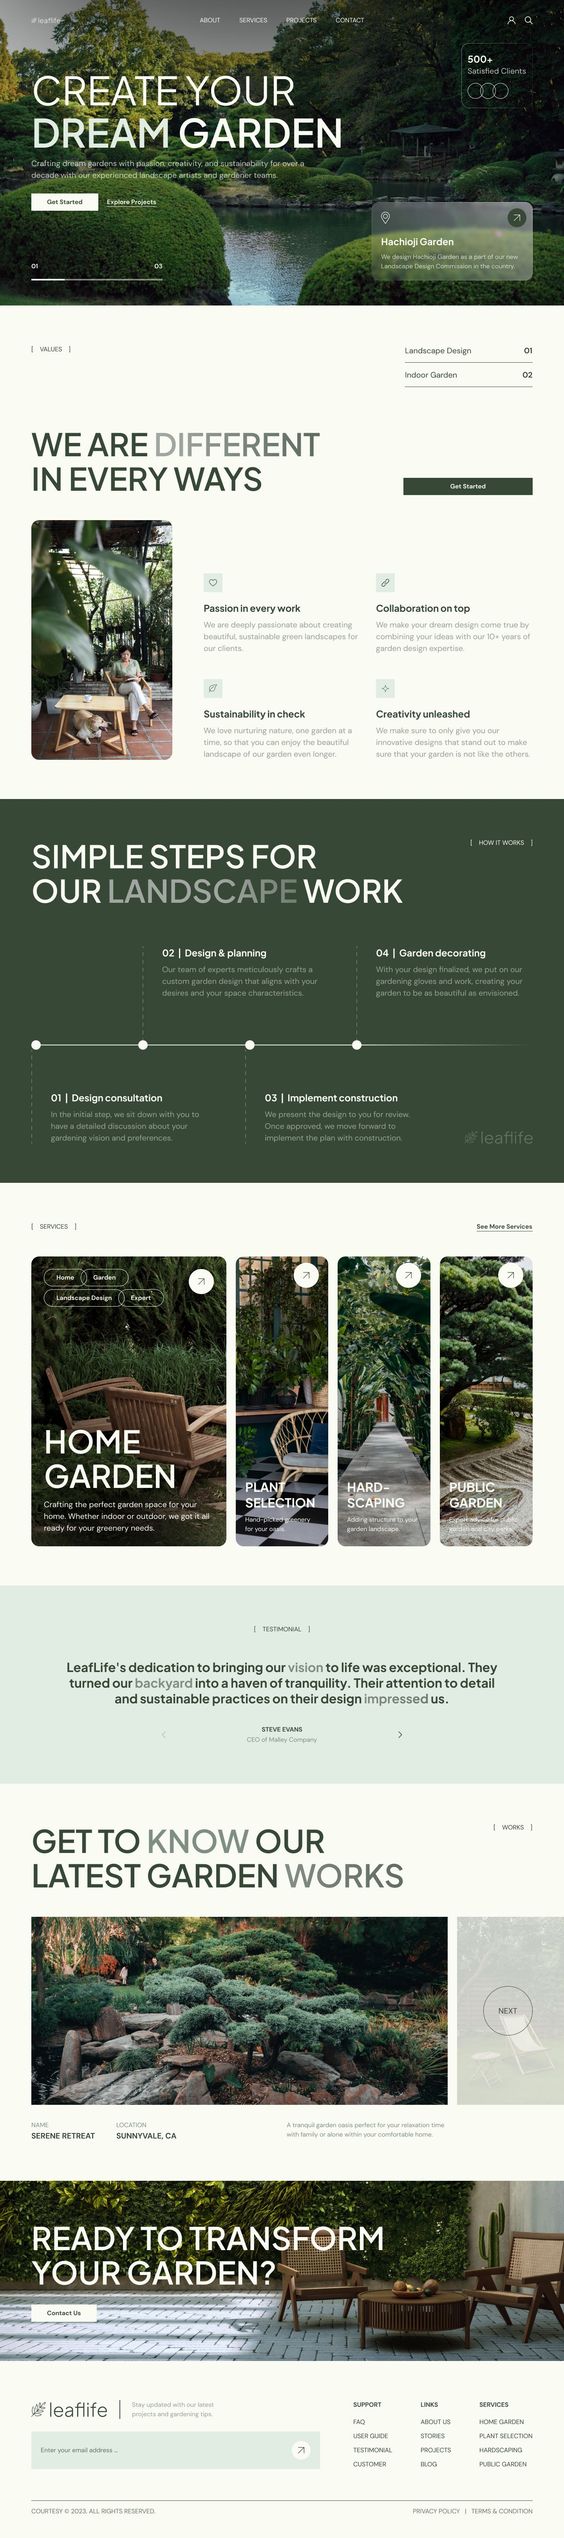 leaflife
ABOUT SERVICES PROJECTS CONTACT
500+
Satisfied Clients
CREATE YOUR
DREAM GARDEN
Crafting dream gardens with passion, creativity, and sustainability for over a
decade with our experienced landscape artists and gardener teams.
Get Started Explore Projects
Hachioji Garden
We design Hachioji Garden as a part of our new
Landscape Design Commission in the country.
01 03
[ VALUES ]
Landscape Design 01
Indoor Garden 02
WE ARE DIFFERENT
IN EVERY WAYS
Get Started
Passion in every work
We are deeply passionate about creating
beautiful, sustainable green landscapes for
our clients.
Collaboration on top
We make your dream design come true by
combining your ideas with our 10+ years of
garden design expertise.
Sustainability in check
We love nurturing nature, one garden at a
time, so that you can enjoy the beautiful
landscape of our garden even longer.
Creativity unleashed
We make sure to only give you our
innovative designs that stand out to make
sure that your garden is not like the others.
[ HOW IT WORKS ]
SIMPLE STEPS FOR
OUR LANDSCAPE WORK
02 | Design & planning
Our team of experts meticulously crafts a
custom garden design that aligns with your
desires and your space characteristics.
04 | Garden decorating
With your design finalized, we put on our
gardening gloves and work, creating your
garden to be as beautiful as envisioned.
01 | Design consultation
In the initial step, we sit down with you to
have a detailed discussion about your
gardening vision and preferences.
03 | Implement construction
We present the design to you for review.
Once approved, we move forward to
implement the plan with construction.
leaflife
[ SERVICES ]
See More Services
Home Garden
Landscape Design Expert
HOME
GARDEN
Crafting the perfect garden space for your
home. Whether indoor or outdoor, we got it all
ready for your greenery needs.
PLANT
SELECTION
Hand-picked greenery
for your oasis.
HARD-
SCAPING
Adding structure to your
garden landscape.
PUBLIC
GARDEN
Expert advice for public
garden and city parks.
[ TESTIMONIAL ]
LeafLife's dedication to bringing our vision to life was exceptional. They
turned our backyard into a haven of tranquility. Their attention to detail
and sustainable practices on their design impressed us.
STEVE EVANS
CEO of Malley Company
[ WORKS ]
GET TO KNOW OUR
LATEST GARDEN WORKS
NEXT
NAME
SERENE RETREAT
LOCATION
SUNNYVALE, CA
A tranquil garden oasis perfect for your relaxation time
with family or alone within your comfortable home.
READY TO TRANSFORM
YOUR GARDEN?
Contact Us
leaflife
Stay updated with our latest
projects and gardening tips.
Enter your email address ...
SUPPORT
FAQ
USER GUIDE
TESTIMONIAL
CUSTOMER
LINKS
ABOUT US
STORIES
PROJECTS
BLOG
SERVICES
HOME GARDEN
PLANT SELECTION
HARDSCAPING
PUBLIC GARDEN
COURTESY © 2023. ALL RIGHTS RESERVED.
PRIVACY POLICY | TERMS & CONDITION